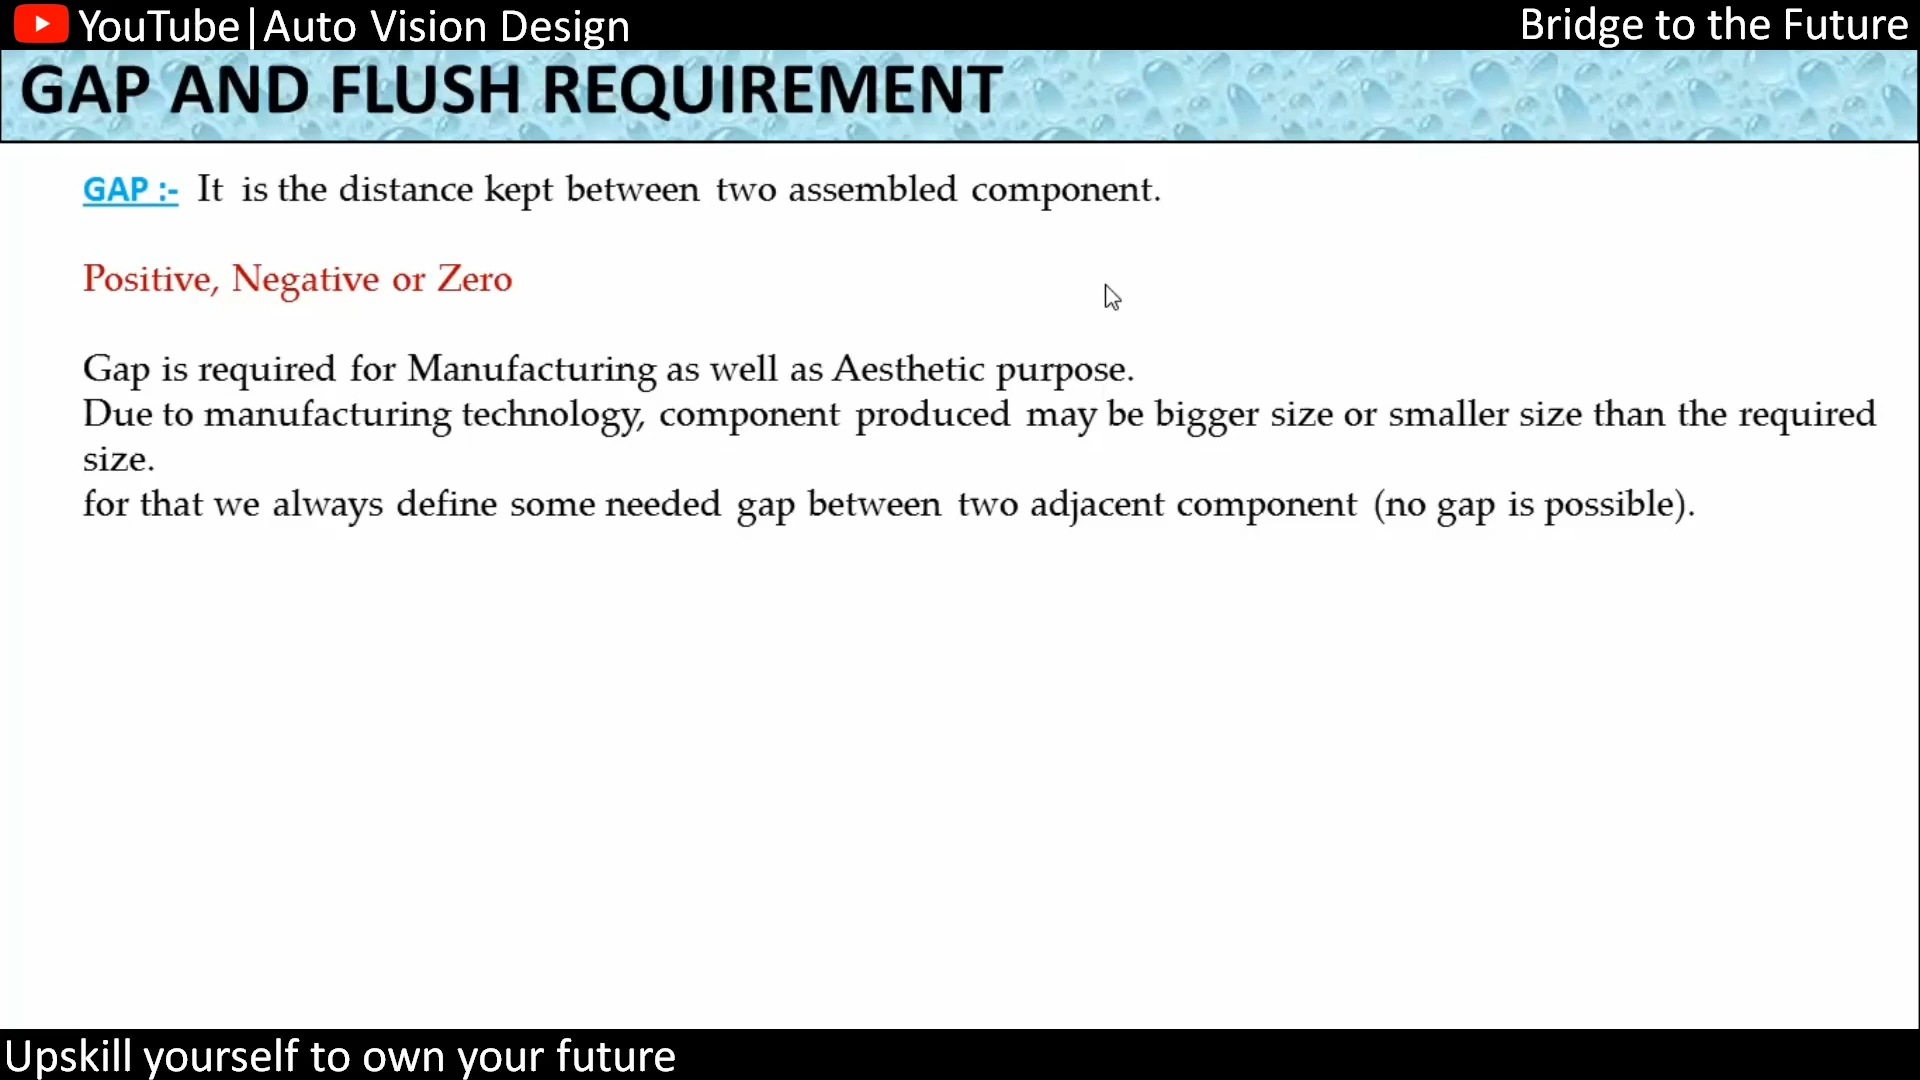 YouTube|Auto Vision Design
Bridge to the Future
GAP AND FLUSH REQUIREMENT
GAP :- It is the distance kept between two assembled component.
Positive, Negative or Zero
Gap is required for Manufacturing as well as Aesthetic purpose.
Due to manufacturing technology, component produced may be bigger size or smaller size than the required
size.
for that we always define some needed gap between two adjacent component (no gap is possible).
Upskill yourself to own your future